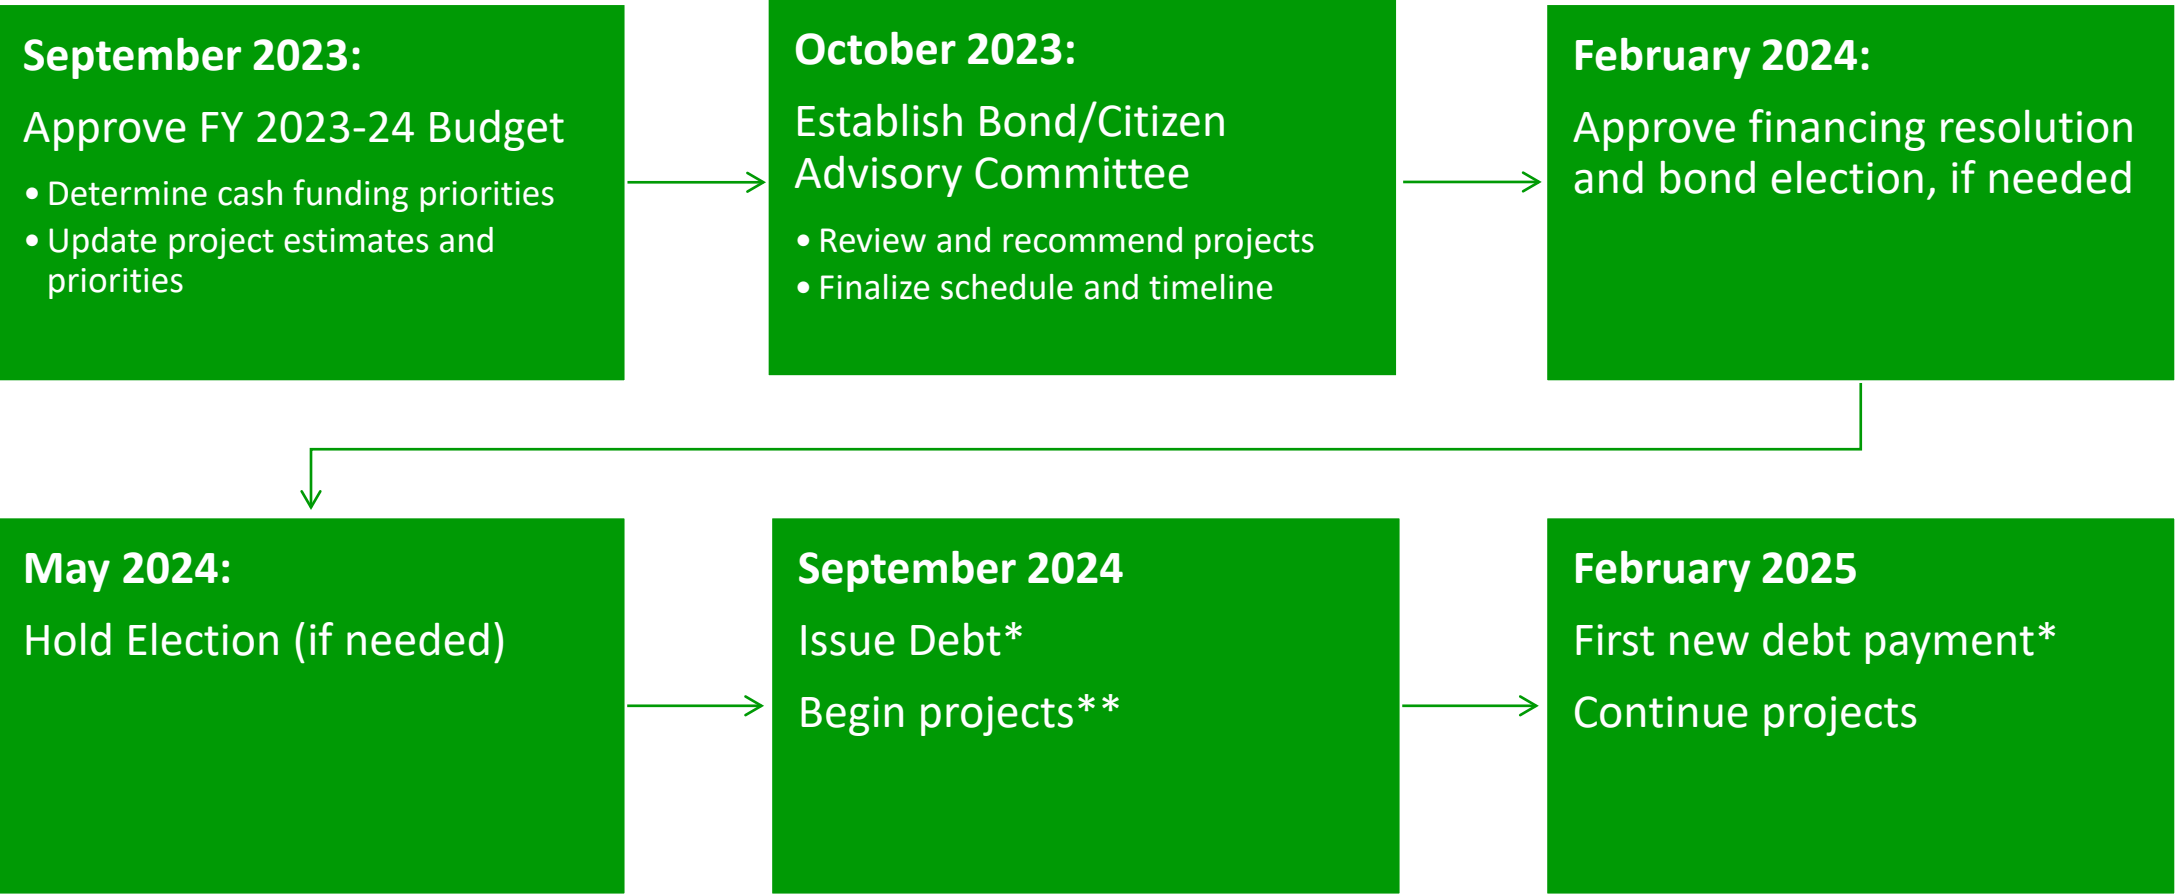 September 2023:
Approve FY 2023-24 Budget
• Determine cash funding priorities
• Update project estimates and
priorities
October 2023:
Establish Bond/Citizen
Advisory Committee
• Review and recommend projects
• Finalize schedule and timeline
February 2024:
Approve financing resolution
and bond election, if needed
May 2024:
Hold Election (if needed)
September 2024
Issue Debt*
Begin projects**
February 2025
First new debt payment*
Continue projects